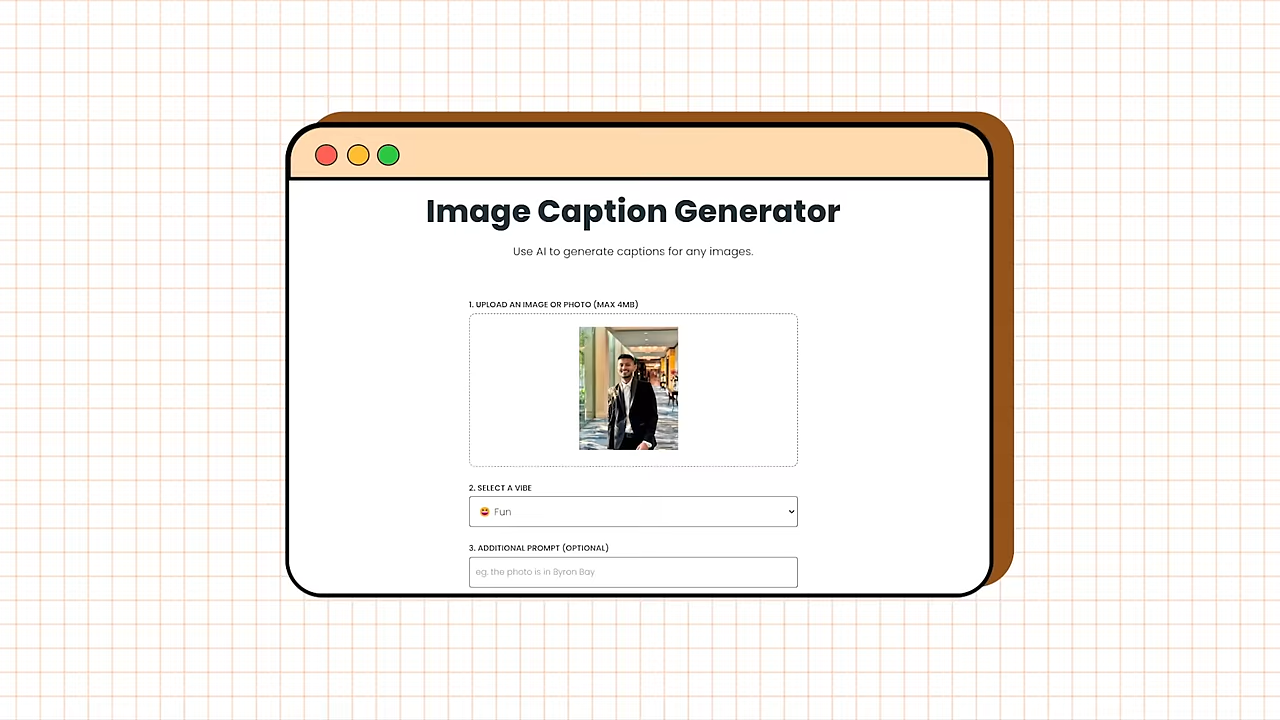 Image Caption Generator
Use AI to generate captions for any images.
1. UPLOAD AN IMAGE OR PHOTO (MAX 4MB)
2. SELECT A VIBE
😀 Fun
3. ADDITIONAL PROMPT (OPTIONAL)
eg. the photo is in Byron Bay